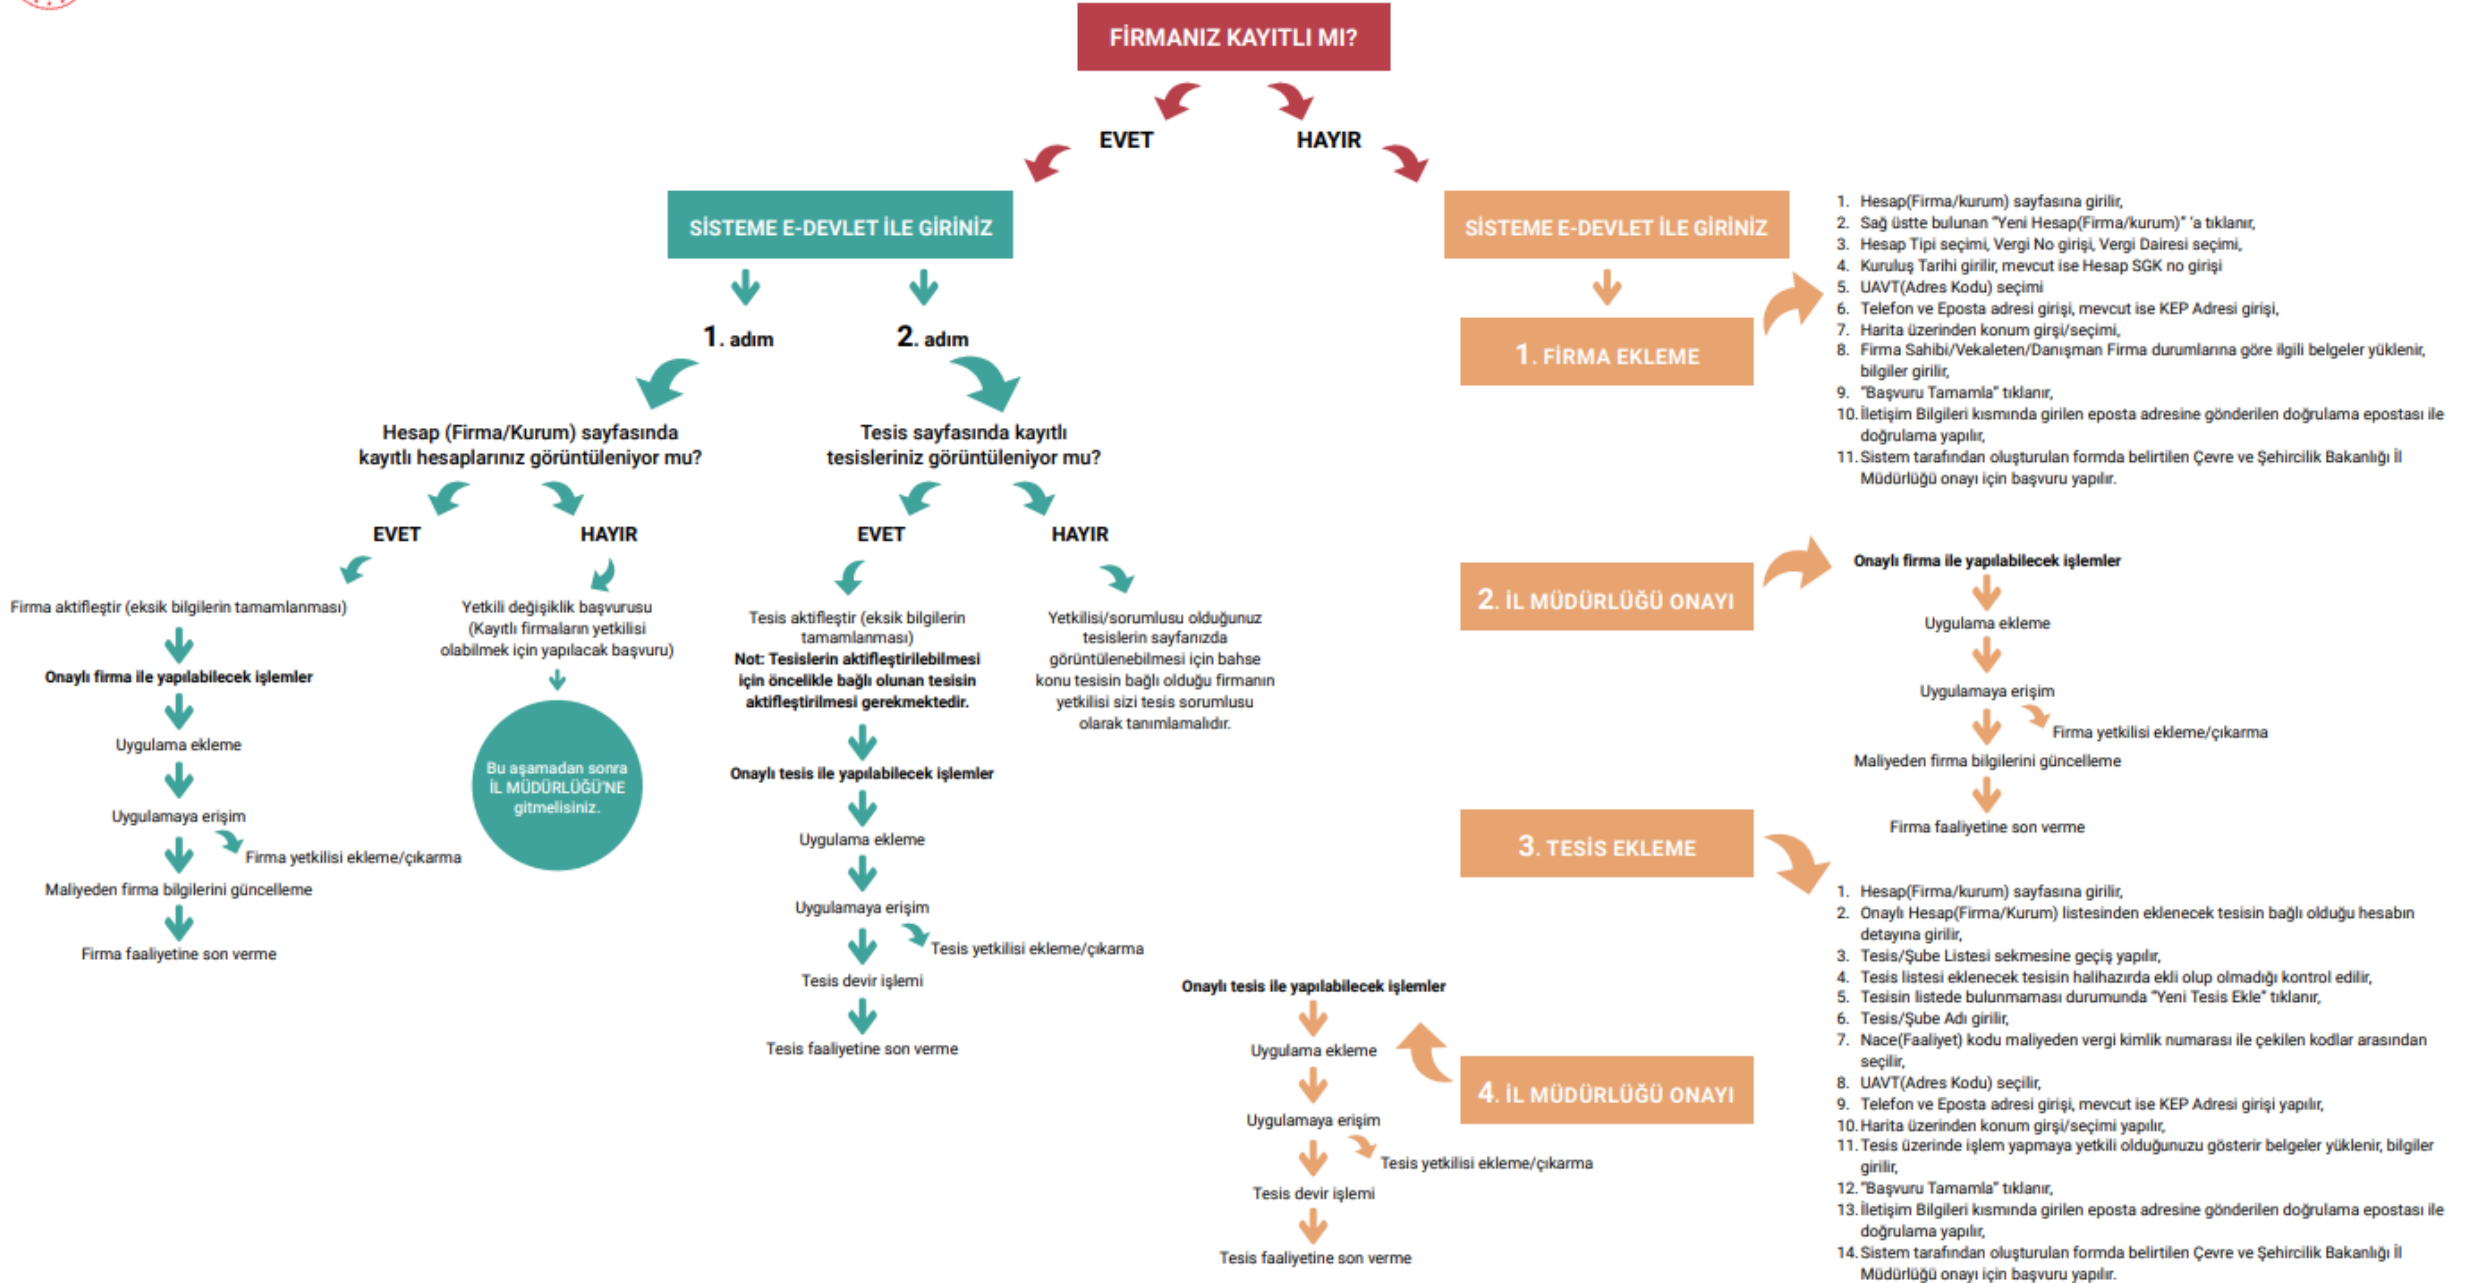 FİRMANIZ KAYITLI MI?
EVET
HAYIR
SİSTEME E-DEVLET İLE GİRİNİZ
1. adım
2. adım
Hesap (Firma/Kurum) sayfasında
kayıtlı hesaplarınız görüntüleniyor mu?
EVET
HAYIR
Firma aktifleştir (eksik bilgilerin tamamlanması)
Onaylı firma ile yapılabilecek işlemler
Uygulama ekleme
Uygulamaya erişim
Firma yetkilisi ekleme/çıkarma
Maliyeden firma bilgilerini güncelleme
Firma faaliyetine son verme
Yetkili değişiklik başvurusu
(Kayıtlı firmaların yetkilisi
olabilmek için yapılacak başvuru)
Bu aşamadan sonra
İL MÜDÜRLÜĞÜ'NE
gitmelisiniz.
Tesis sayfasında kayıtlı
tesisleriniz görüntüleniyor mu?
EVET
HAYIR
Tesis aktifleştir (eksik bilgilerin
tamamlanması)
Not: Tesislerin aktifleştirilebilmesi
için öncelikle bağlı olunan tesisin
aktifleştirilmesi gerekmektedir.
Onaylı tesis ile yapılabilecek işlemler
Uygulama ekleme
Uygulamaya erişim
Tesis yetkilisi ekleme/çıkarma
Tesis devir işlemi
Tesis faaliyetine son verme
Yetkilisi/sorumlusu olduğunuz
tesislerin sayfanızda
görüntülenebilmesi için bahse
konu tesisin bağlı olduğu firmanın
yetkilisi sizi tesis sorumlusu
olarak tanımlamalıdır.
SİSTEME E-DEVLET İLE GİRİNİZ
1. FİRMA EKLEME
1. Hesap(Firma/kurum) sayfasına girilir,
2. Sağ üstte bulunan "Yeni Hesap(Firma/kurum)" 'a tıklanır,
3. Hesap Tipi seçimi, Vergi No girişi, Vergi Dairesi seçimi,
4. Kuruluş Tarihi girilir, mevcut ise Hesap SGK no girişi
5. UAVT(Adres Kodu) seçimi
6. Telefon ve Eposta adresi girişi, mevcut ise KEP Adresi girişi,
7. Harita üzerinden konum girşi/seçimi,
8. Firma Sahibi/Vekaleten/Danışman Firma durumlarına göre ilgili belgeler yüklenir,
bilgiler girilir,
9. "Başvuru Tamamla" tıklanır,
10. İletişim Bilgileri kısmında girilen eposta adresine gönderilen doğrulama epostası ile
doğrulama yapılır,
11. Sistem tarafından oluşturulan formda belirtilen Çevre ve Şehircilik Bakanlığı İl
Müdürlüğü onayı için başvuru yapılır.
2. İL MÜDÜRLÜĞÜ ONAYI
Onaylı firma ile yapılabilecek işlemler
Uygulama ekleme
Uygulamaya erişim
Firma yetkilisi ekleme/çıkarma
Maliyeden firma bilgilerini güncelleme
Firma faaliyetine son verme
3. TESİS EKLEME
1. Hesap(Firma/kurum) sayfasına girilir,
2. Onaylı Hesap(Firma/Kurum) listesinden eklenecek tesisin bağlı olduğu hesabın
detayına girilir,
3. Tesis/Şube Listesi sekmesine geçiş yapılır,
4. Tesis listesi eklenecek tesisin halihazırda ekli olup olmadığı kontrol edilir,
5. Tesisin listede bulunmaması durumunda "Yeni Tesis Ekle" tıklanır,
6. Tesis/Şube Adı girilir,
7. Nace(Faaliyet) kodu maliyeden vergi kimlik numarası ile çekilen kodlar arasından
seçilir,
8. UAVT(Adres Kodu) seçilir,
9. Telefon ve Eposta adresi girişi, mevcut ise KEP Adresi girişi yapılır,
10. Harita üzerinden konum girşi/seçimi yapılır,
11. Tesis üzerinde işlem yapmaya yetkili olduğunuzu gösterir belgeler yüklenir, bilgiler
girilir,
12. "Başvuru Tamamla" tıklanır,
13. İletişim Bilgileri kısmında girilen eposta adresine gönderilen doğrulama epostası ile
doğrulama yapılır,
14. Sistem tarafından oluşturulan formda belirtilen Çevre ve Şehircilik Bakanlığı İl
Müdürlüğü onayı için başvuru yapılır.
4. İL MÜDÜRLÜĞÜ ONAYI
Onaylı tesis ile yapılabilecek işlemler
Uygulama ekleme
Uygulamaya erişim
Tesis yetkilisi ekleme/çıkarma
Tesis devir işlemi
Tesis faaliyetine son verme